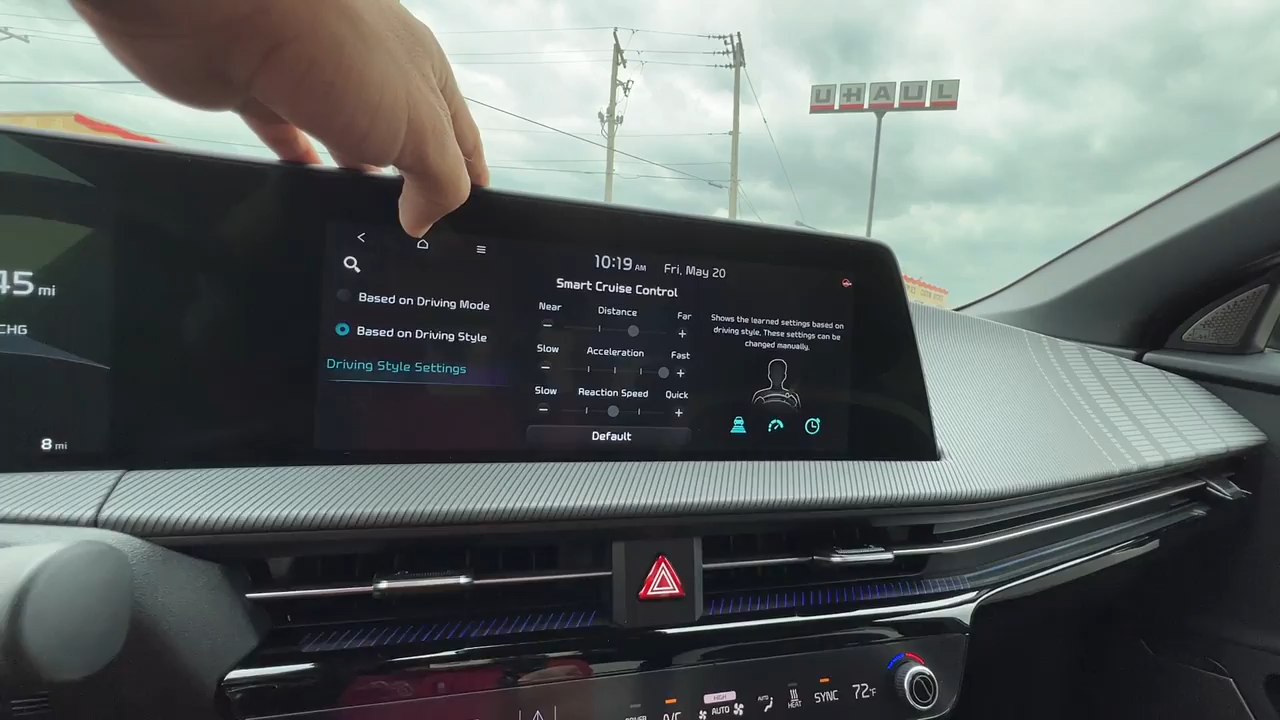 UHAUL
45 mi
CHG
8 mi
10:19 AM Fri, May 20
Based on Driving Mode
Based on Driving Style
Driving Style Settings
Smart Cruise Control
Near Distance Far
− +
Slow Acceleration Fast
− +
Slow Reaction Speed Quick
− +
Default
Shows the learned settings based on
driving style. These settings can be
changed manually.
A/C
HIGH
AUTO
AUTO
HEAT
SYNC
72°F